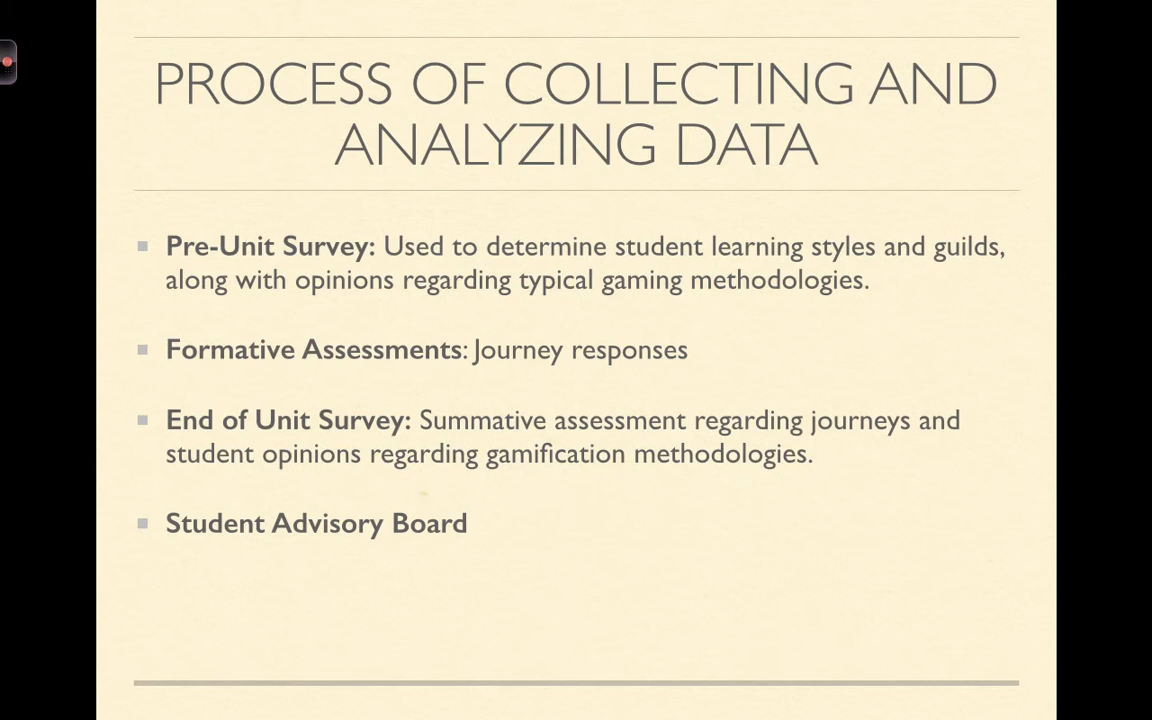 PROCESS OF COLLECTING AND
ANALYZING DATA
Pre-Unit Survey: Used to determine student learning styles and guilds,
along with opinions regarding typical gaming methodologies.
Formative Assessments: Journey responses
End of Unit Survey: Summative assessment regarding journeys and
student opinions regarding gamification methodologies.
Student Advisory Board